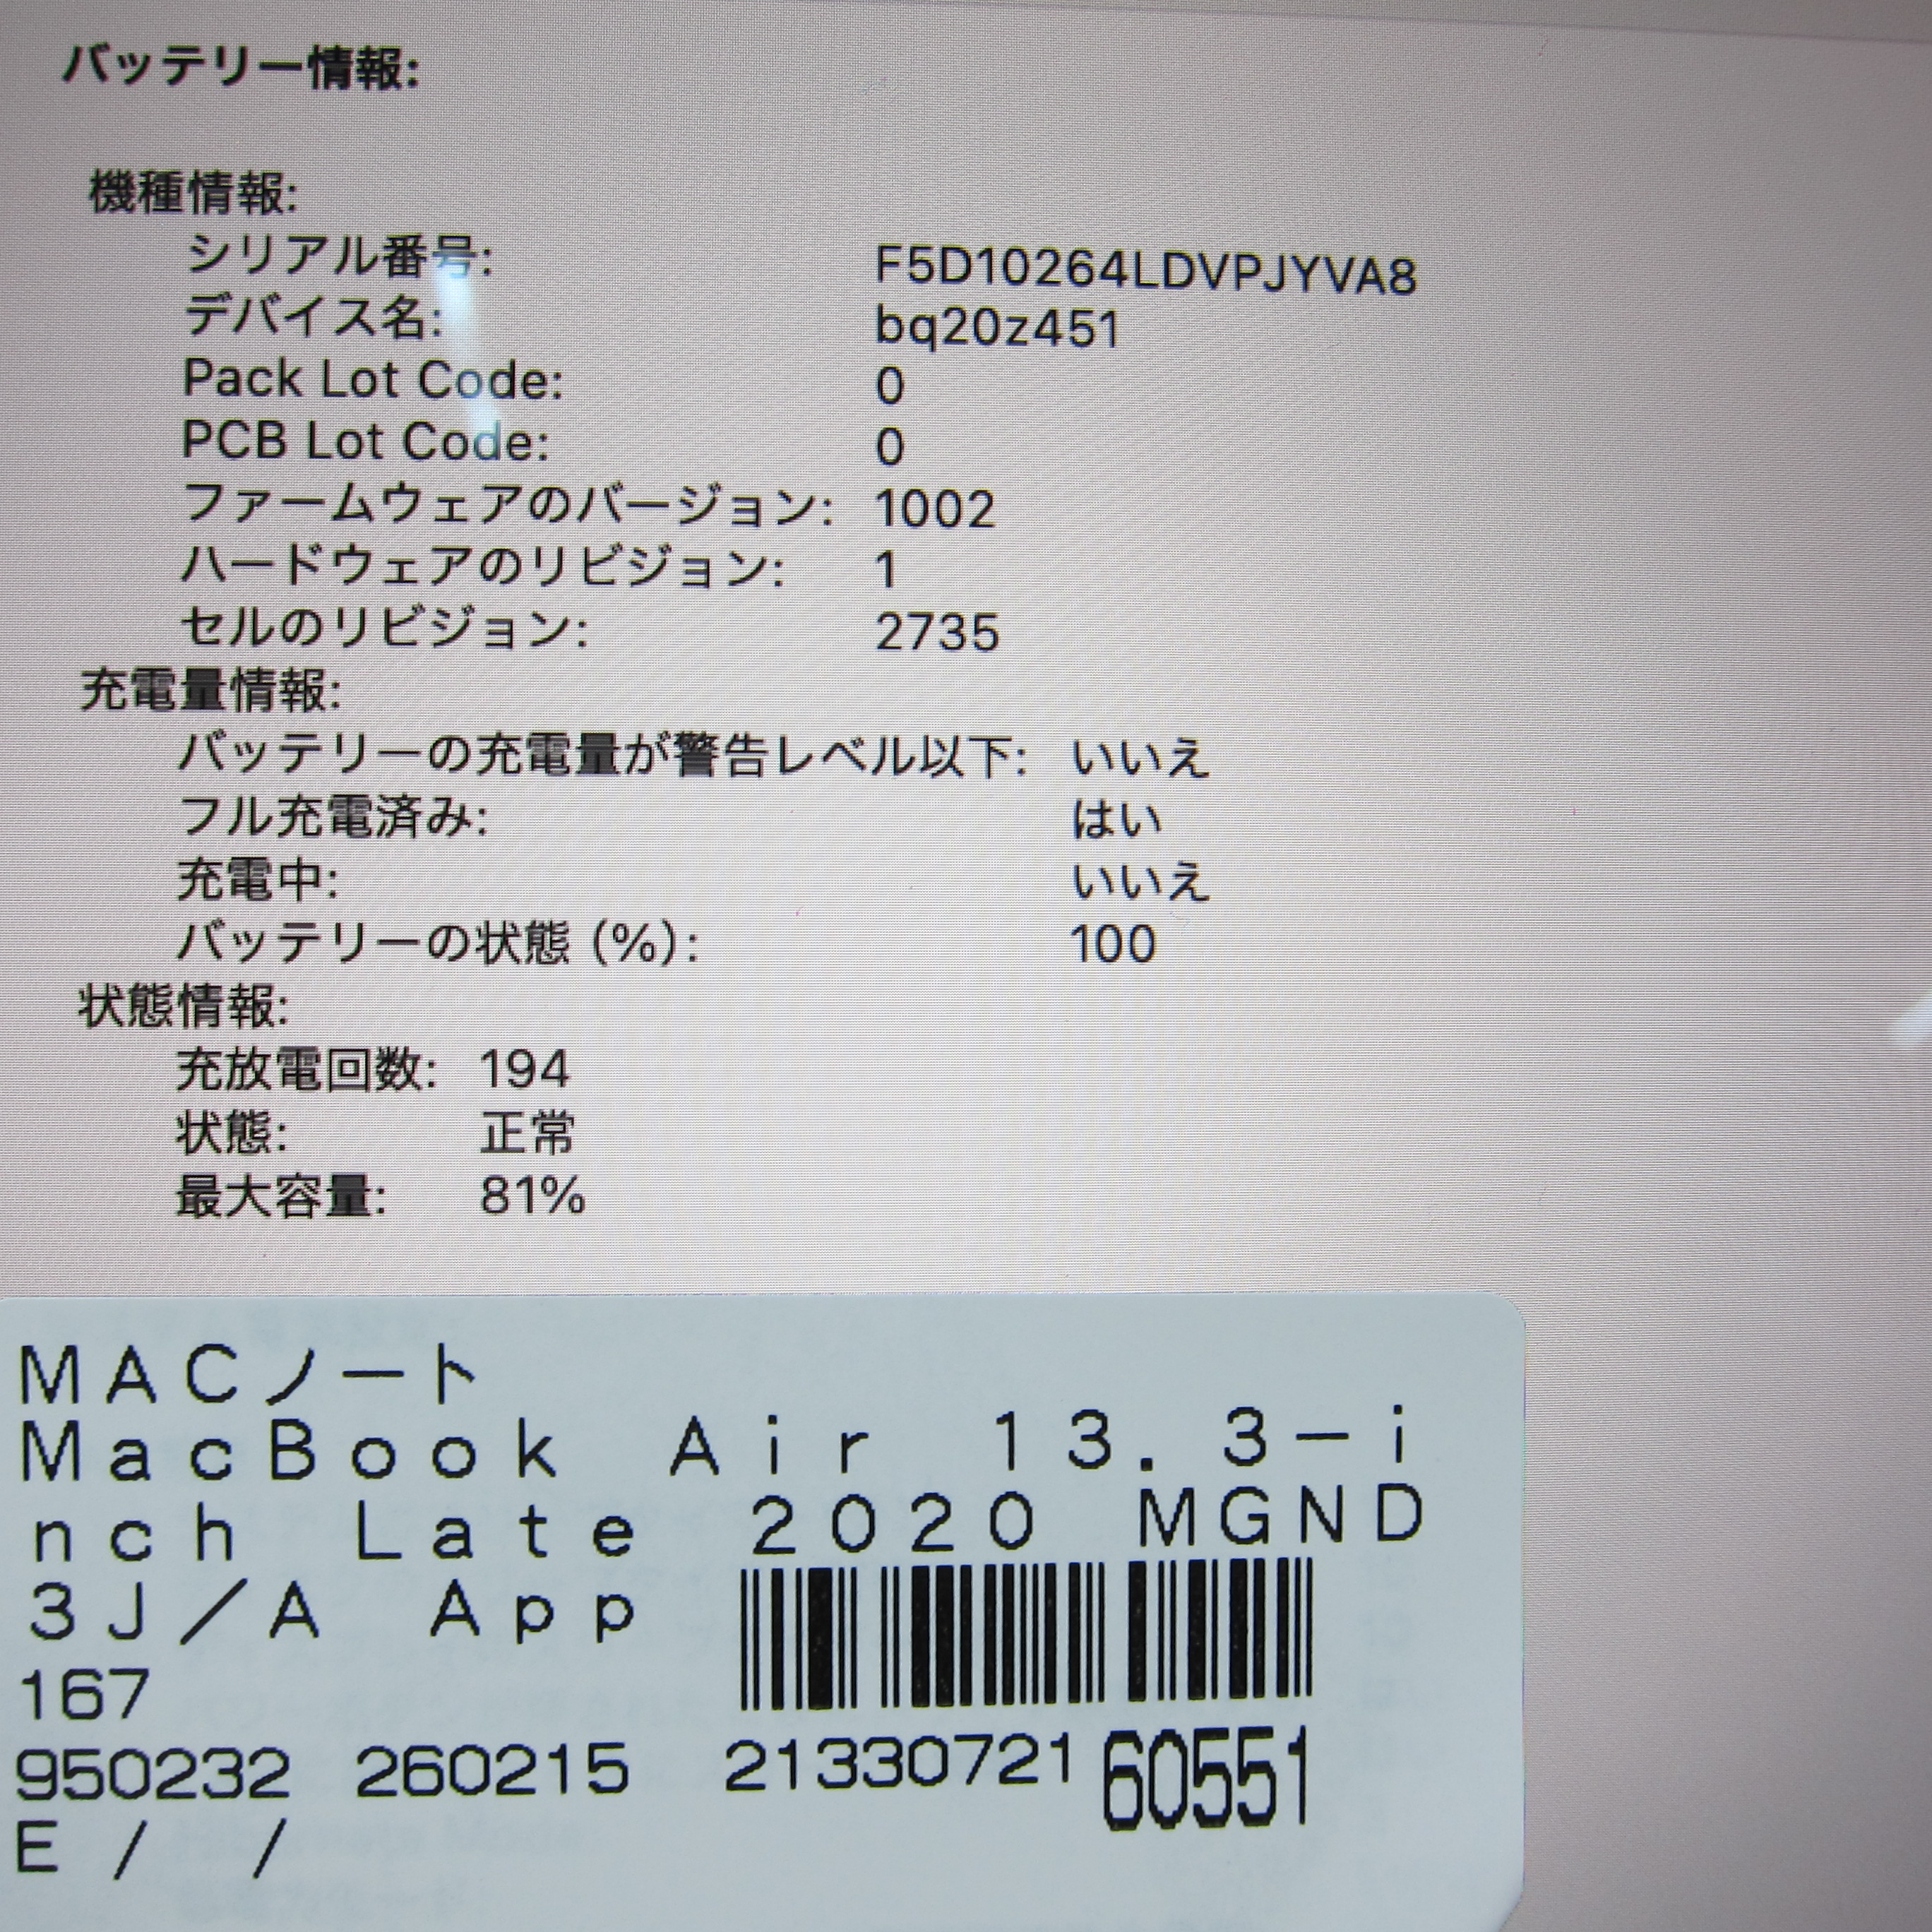 バッテリー情報:
機種情報:
シリアル番号: F5D10264LDVPJYVA8
デバイス名: bq20z451
Pack Lot Code: 0
PCB Lot Code: 0
ファームウェアのバージョン: 1002
ハードウェアのリビジョン: 1
セルのリビジョン: 2735
充電量情報:
バッテリーの充電量が警告レベル以下: いいえ
フル充電済み: はい
充電中: いいえ
バッテリーの状態 (%): 100
状態情報:
充放電回数: 194
状態: 正常
最大容量: 81%
MACノート
MacBook Air 13.3-i
nch Late 2020 MGND
3J/A App
167
950232 260215 21330721 60551
E / /